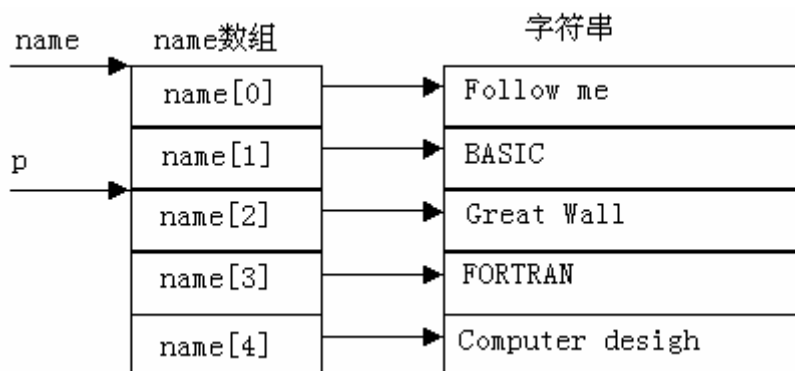 name name数组 字符串
name[0] Follow me
name[1] BASIC
p
name[2] Great Wall
name[3] FORTRAN
name[4] Computer desigh